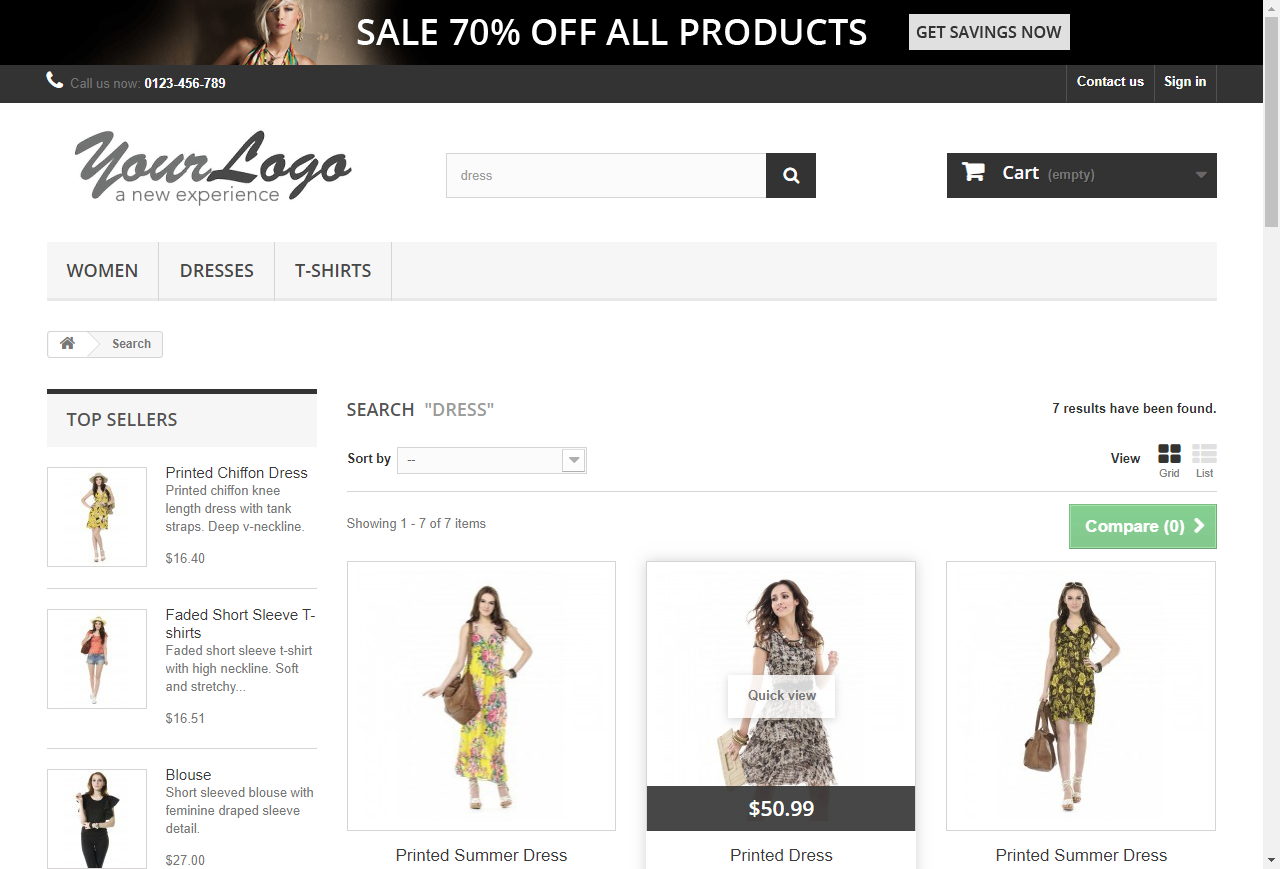 SALE 70% OFF ALL PRODUCTS
GET SAVINGS NOW
Call us now: 0123-456-789
Contact us
Sign in
YourLogo
a new experience
dress
Cart (empty)
WOMEN
DRESSES
T-SHIRTS
Search
TOP SELLERS
Printed Chiffon Dress
Printed chiffon knee
length dress with tank
straps. Deep v-neckline.
$16.40
Faded Short Sleeve T-
shirts
Faded short sleeve t-shirt
with high neckline. Soft
and stretchy...
$16.51
Blouse
Short sleeved blouse with
feminine draped sleeve
detail.
$27.00
SEARCH "DRESS"
7 results have been found.
Sort by
--
View
Grid
List
Showing 1 - 7 of 7 items
Compare (0)
Quick view
$50.99
Printed Summer Dress
Printed Dress
Printed Summer Dress